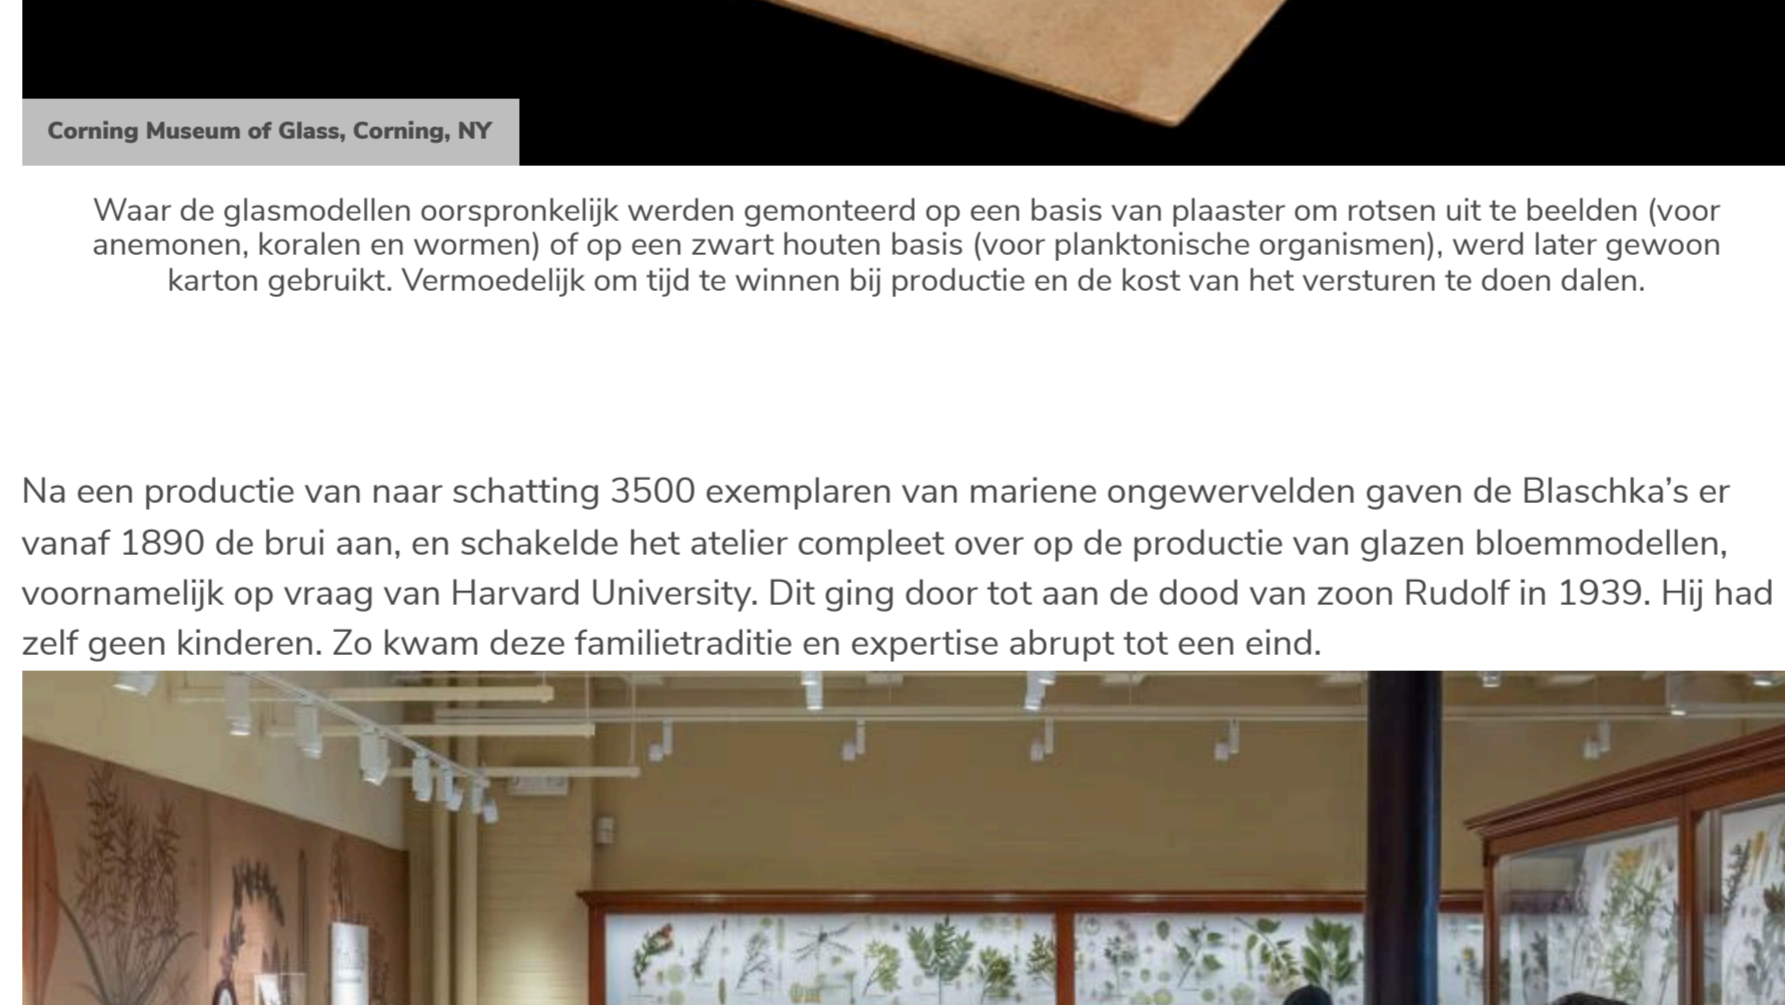 Corning Museum of Glass, Corning, NY
Waar de glasmodellen oorspronkelijk werden gemonteerd op een basis van plaaster om rotsen uit te beelden (voor
anemonen, koralen en wormen) of op een zwart houten basis (voor planktonische organismen), werd later gewoon
karton gebruikt. Vermoedelijk om tijd te winnen bij productie en de kost van het versturen te doen dalen.
Na een productie van naar schatting 3500 exemplaren van mariene ongewervelden gaven de Blaschka’s er
vanaf 1890 de brui aan, en schakelde het atelier compleet over op de productie van glazen bloemmodellen,
voornamelijk op vraag van Harvard University. Dit ging door tot aan de dood van zoon Rudolf in 1939. Hij had
zelf geen kinderen. Zo kwam deze familietraditie en expertise abrupt tot een eind.